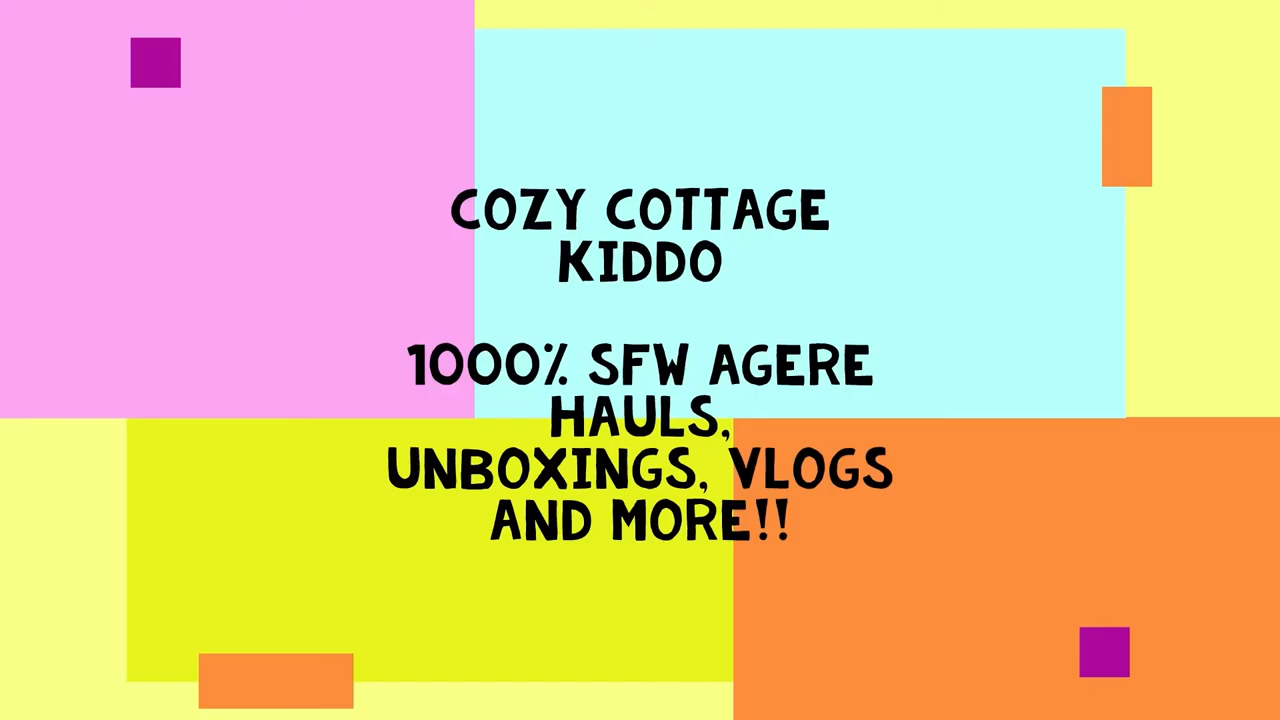 COZY COTTAGE
KIDDO
1000% SFW AGERE
HAULS,
UNBOXINGS, VLOGS
AND MORE!!